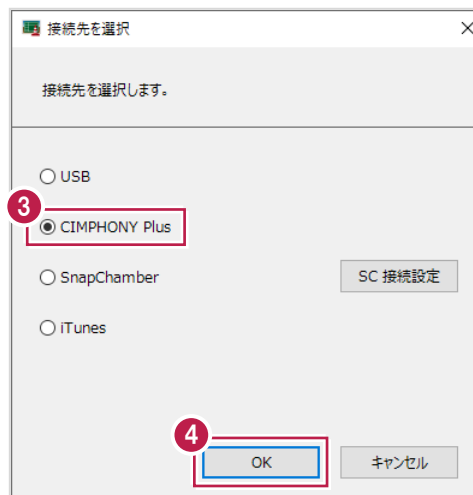 接続先を選択
接続先を選択します。
USB
3
CIMPHONY Plus
SnapChamber
SC 接続設定
iTunes
4
OK
キャンセル